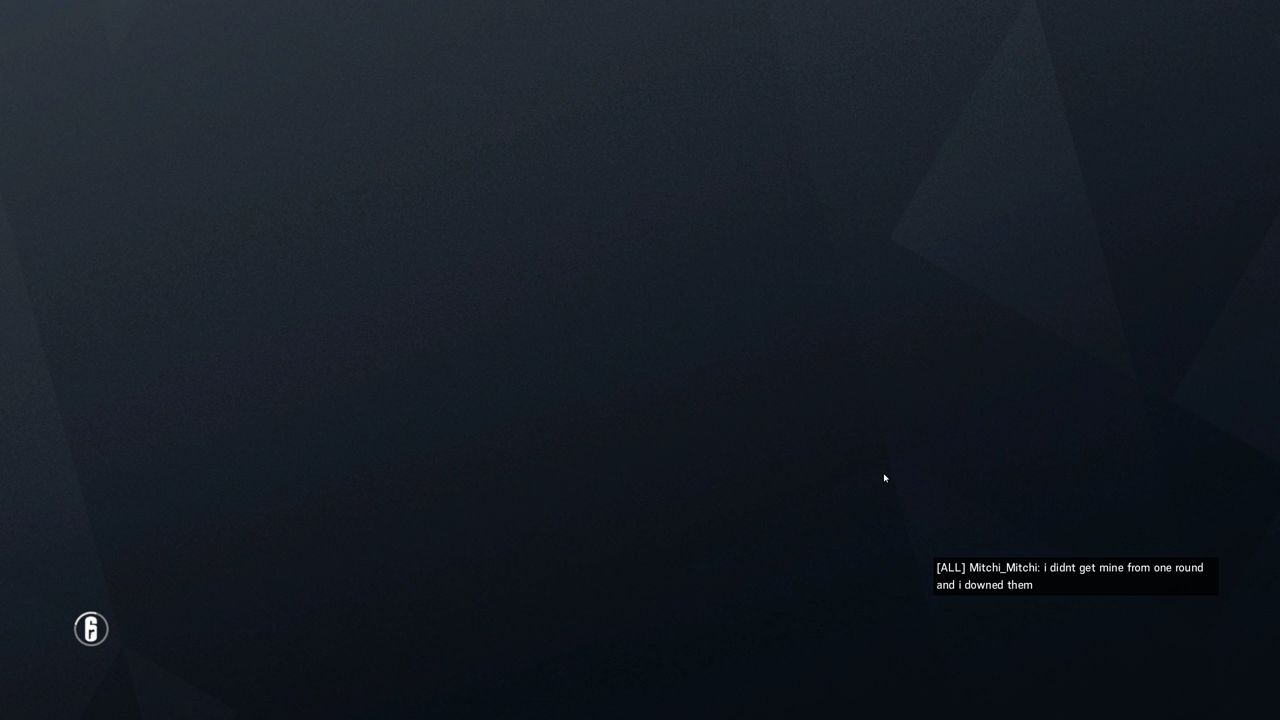 [ALL] Mitchi_Mitchi: i didnt get mine from one round
and i downed them